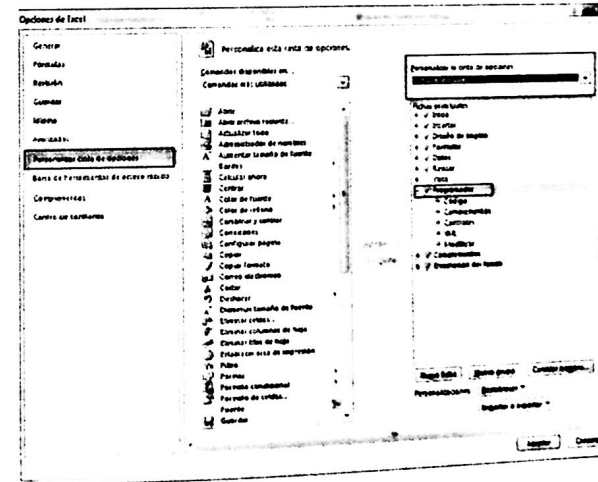 Opciones de Excel
General
Fórmulas
Revisión
Guardar
Idioma
Avanzadas
Personalizar cinta de opciones
Barra de herramientas de acceso rápido
Complementos
Centro de confianza
Personalice esta cinta de opciones.
Comandos disponibles en:
Comandos más utilizados
Abrir
Abrir archivo reciente...
Actualizar todo
Administrador de nombres
Aumentar tamaño de fuente
Bordes
Calcular ahora
Centrar
Color de fuente
Color de relleno
Combinar y centrar
Conexiones
Configurar página
Copiar
Copiar formato
Correo electrónico
Cortar
Deshacer
Disminuir tamaño de fuente
Eliminar celdas...
Eliminar columnas de hoja
Eliminar filas de hoja
Establecer área de impresión
Filtro
Formas
Formato condicional
Formato de celdas...
Fuente
Guardar
Personalizar la cinta de opciones:
Fichas principales
Inicio
Insertar
Diseño de página
Fórmulas
Datos
Revisar
Vista
Programador
Código
Complementos
Controles
XML
Modificar
Complementos
Eliminación del fondo
Nueva ficha
Nuevo grupo
Cambiar nombre...
Personalizaciones:
Restablecer
Importar o exportar
Aceptar